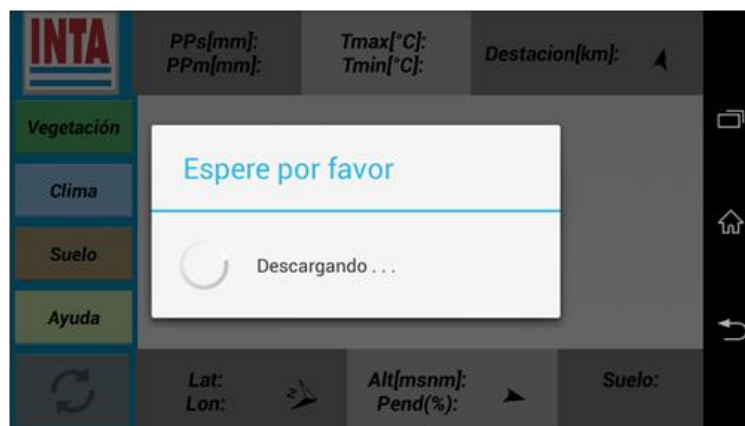 INTA
PPs[mm]:
PPm[mm]:
Tmax[°C]:
Tmin[°C]:
Destacion[km]:
Vegetación
Clima
Suelo
Ayuda
Espere por favor
Descargando . . .
Lat:
Lon:
N
Alt[msnm]:
Pend(%):
Suelo: